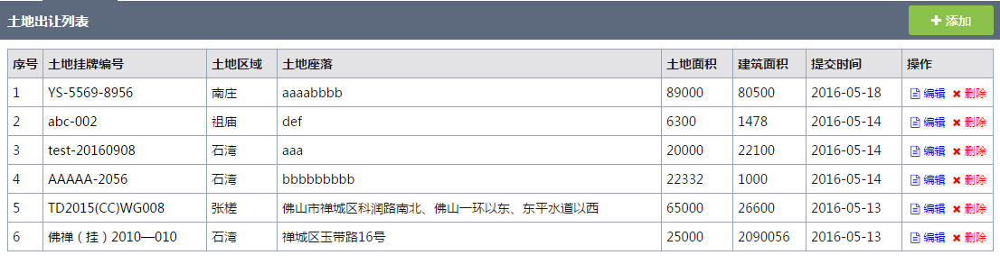 土地出让列表
添加
序号 土地挂牌编号 土地区域 土地座落 土地面积 建筑面积 提交时间 操作
1 YS-5569-8956 南庄 aaaabbbb 89000 80500 2016-05-18 编辑 删除
2 abc-002 祖庙 def 6300 1478 2016-05-14 编辑 删除
3 test-20160908 石湾 aaa 20000 22100 2016-05-14 编辑 删除
4 AAAAA-2056 石湾 bbbbbbbbbb 22332 1000 2016-05-14 编辑 删除
5 TD2015(CC)WG008 张槎 佛山市禅城区科润路南北、佛山一环以东、东平水道以西 65000 26600 2016-05-13 编辑 删除
6 佛禅（挂）2010—010 石湾 禅城区玉带路16号 25000 2090056 2016-05-13 编辑 删除